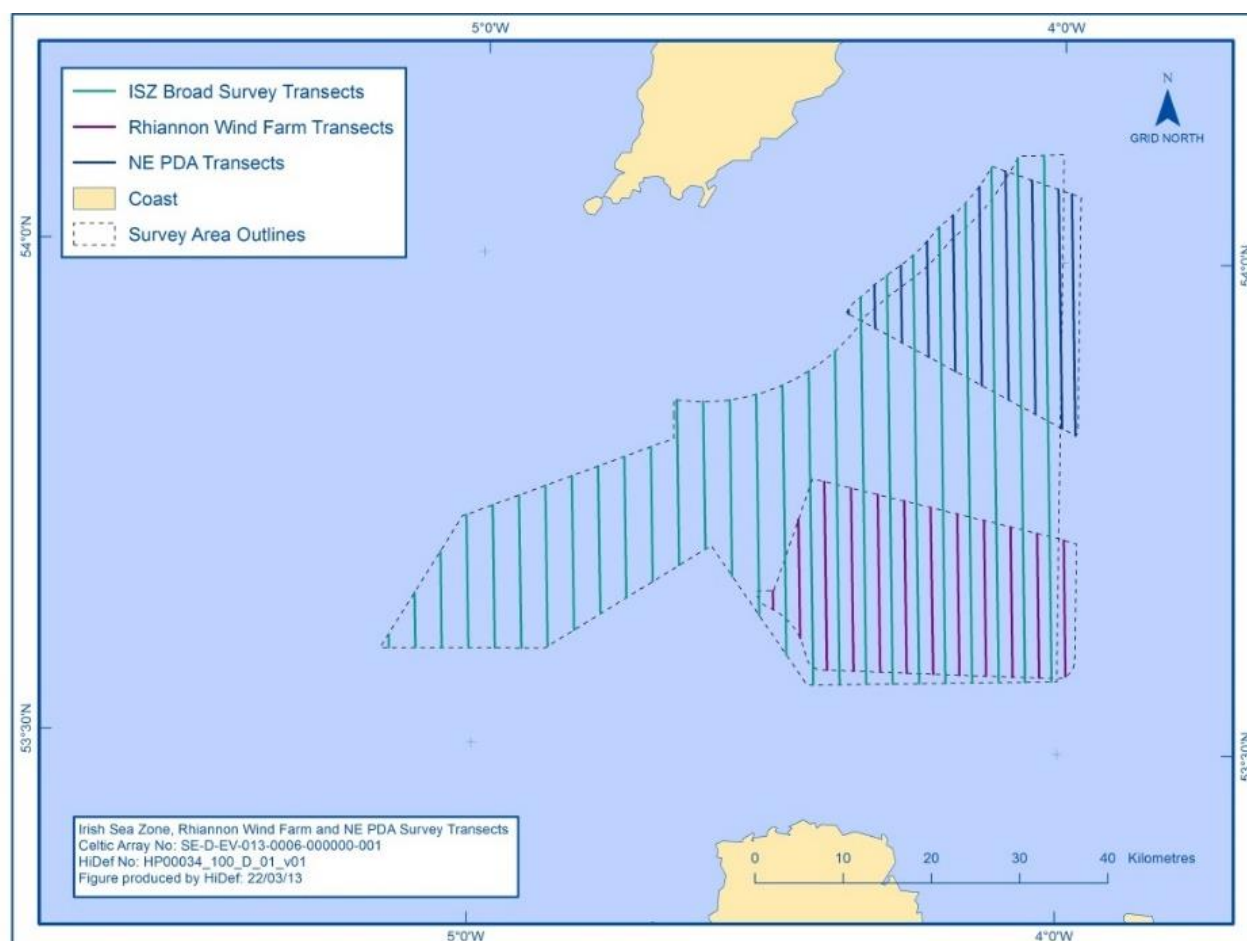 5°0'W
4°0'W
ISZ Broad Survey Transects
Rhiannon Wind Farm Transects
NE PDA Transects
Coast
Survey Area Outlines
N
GRID NORTH
54°0'N
54°0'N
53°30'N
53°30'N
Irish Sea Zone, Rhiannon Wind Farm and NE PDA Survey Transects
Celtic Array No: SE-D-EV-013-0006-000000-001
HiDef No: HP00034_100_D_01_v01
Figure produced by HiDef: 22/03/13
0 10 20 30 40 Kilometres
5°0'W
4°0'W